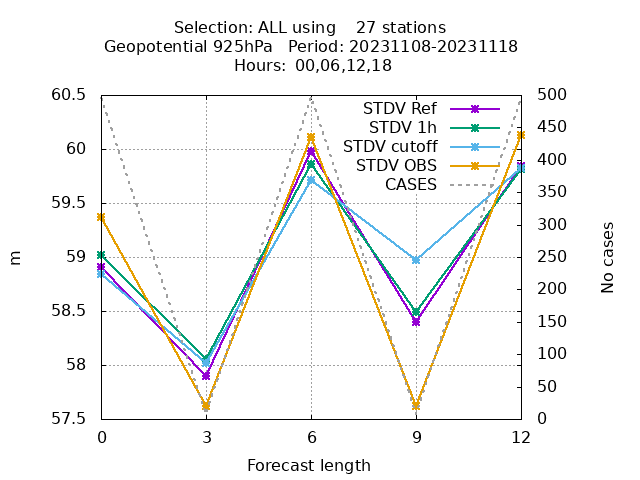 Selection: ALL using    27 stations
Geopotential 925hPa   Period: 20231108-20231118
Hours:  00,06,12,18
STDV Ref
STDV 1h
STDV cutoff
STDV OBS
CASES
60.5
60
59.5
59
58.5
58
57.5
500
450
400
350
300
250
200
150
100
50
0
m
No cases
0 3 6 9 12
Forecast length